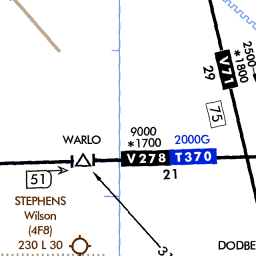 2500
*1800
V71
29
75
WARLO
9000
*1700
2000G
V278
T370
21
51
STEPHENS
Wilson
(4F8)
230 L 30
DODBE